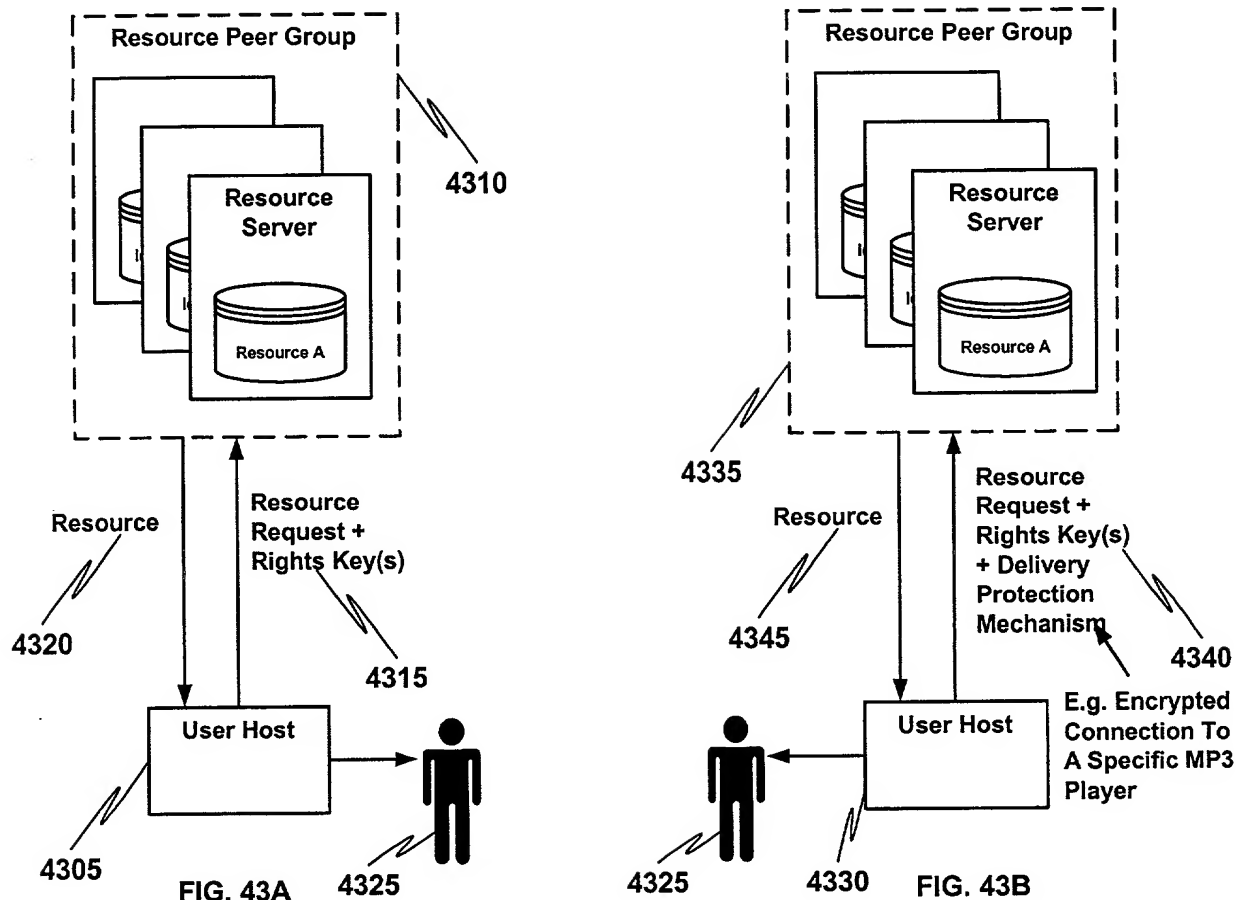 Resource Peer Group
Resource
Server
Resource A
4310
Resource
Request +
Rights Key(s)
Resource
4320
4315
User Host
4305
4325
FIG. 43A
Resource Peer Group
Resource
Server
Resource A
4335
Resource
Request +
Rights Key(s)
+ Delivery
Protection
Mechanism
Resource
4345
4340
E.g. Encrypted
Connection To
A Specific MP3
Player
User Host
4325
4330
FIG. 43B